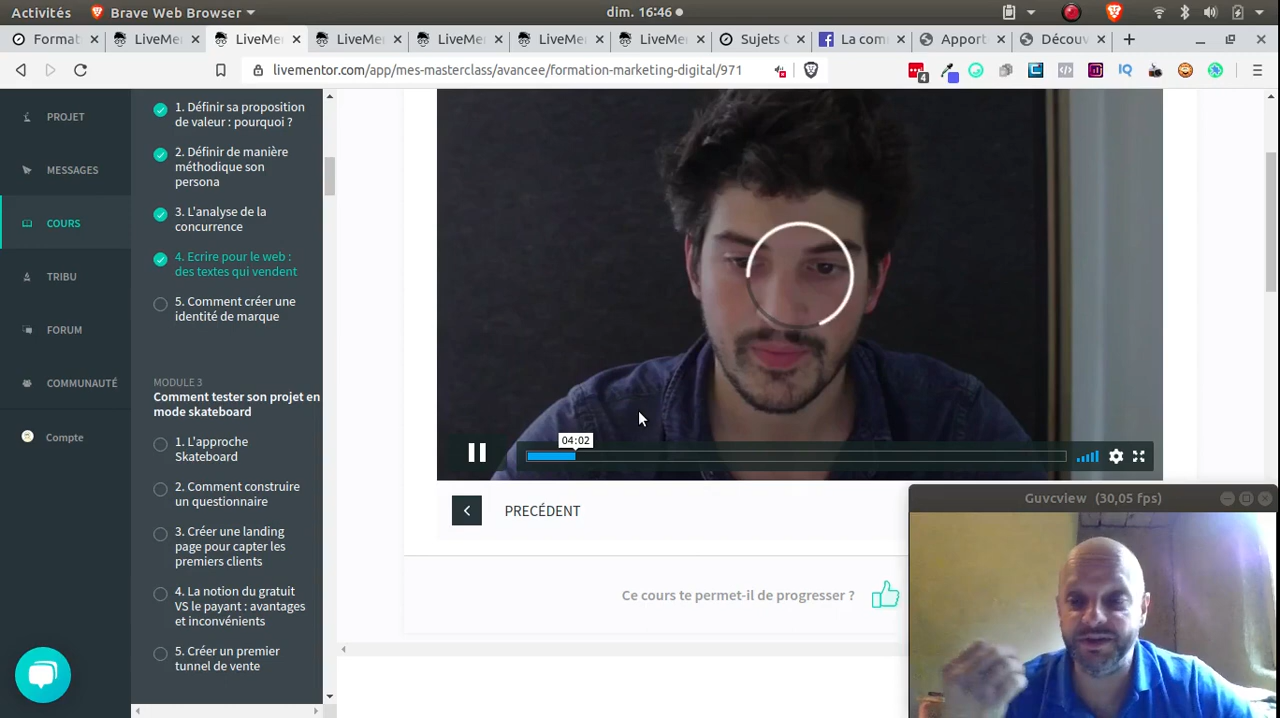 Activités
Brave Web Browser
dim. 16:46
Format
LiveMe
LiveMe
LiveMe
LiveMe
LiveMe
LiveMe
Sujets C
La com
Apport
Découv
livementor.com/app/mes-masterclass/avancee/formation-marketing-digital/971
4
IQ
PROJET
MESSAGES
COURS
TRIBU
FORUM
COMMUNAUTÉ
Compte
1. Définir sa proposition
de valeur : pourquoi ?
2. Définir de manière
méthodique son
persona
3. L'analyse de la
concurrence
4. Ecrire pour le web :
des textes qui vendent
5. Comment créer une
identité de marque
MODULE 3
Comment tester son projet en
mode skateboard
1. L'approche
Skateboard
2. Comment construire
un questionnaire
3. Créer une landing
page pour capter les
premiers clients
4. La notion du gratuit
VS le payant : avantages
et inconvénients
5. Créer un premier
tunnel de vente
04:02
PRECÉDENT
Ce cours te permet-il de progresser ?
Guvcview (30,05 fps)